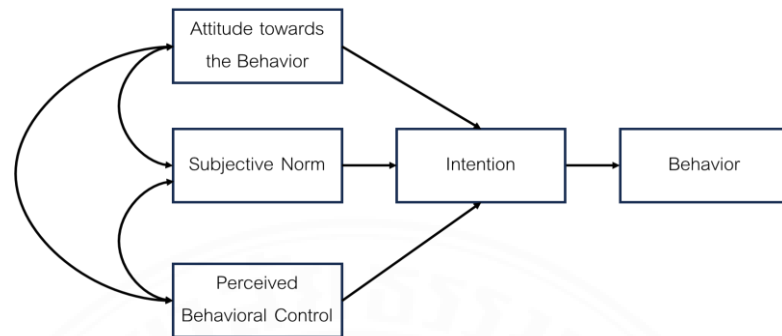 Attitude towards
the Behavior
Subjective Norm
Intention
Behavior
Perceived
Behavioral Control